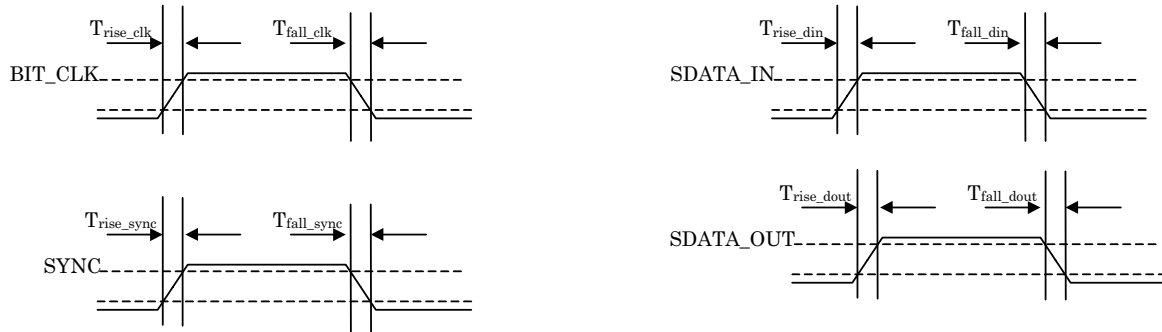 T_rise_clk T_fall_clk
BIT_CLK
T_rise_din T_fall_din
SDATA_IN
T_rise_sync T_fall_sync
SYNC
T_rise_dout T_fall_dout
SDATA_OUT